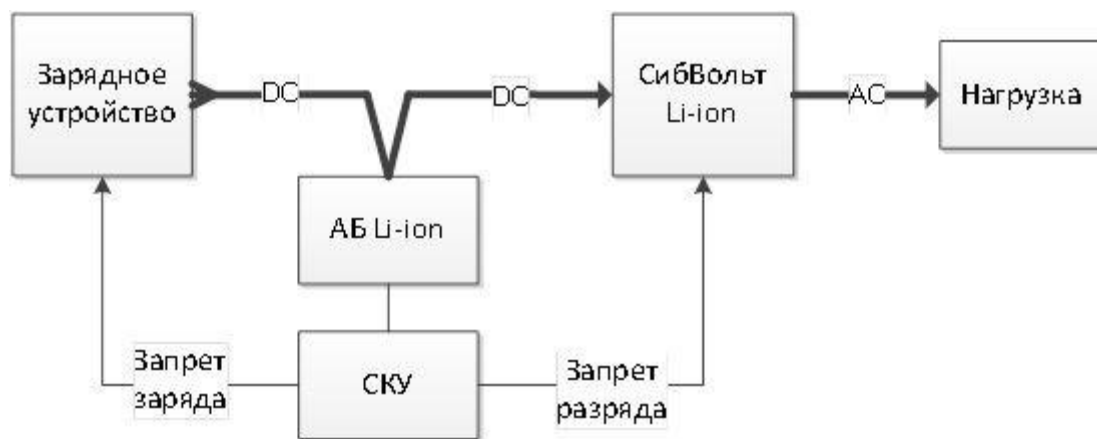 Зарядное
устройство
DC
DC
СибВольт
Li-ion
AC
Нагрузка
АБ Li-ion
Запрет
заряда
СКУ
Запрет
разряда